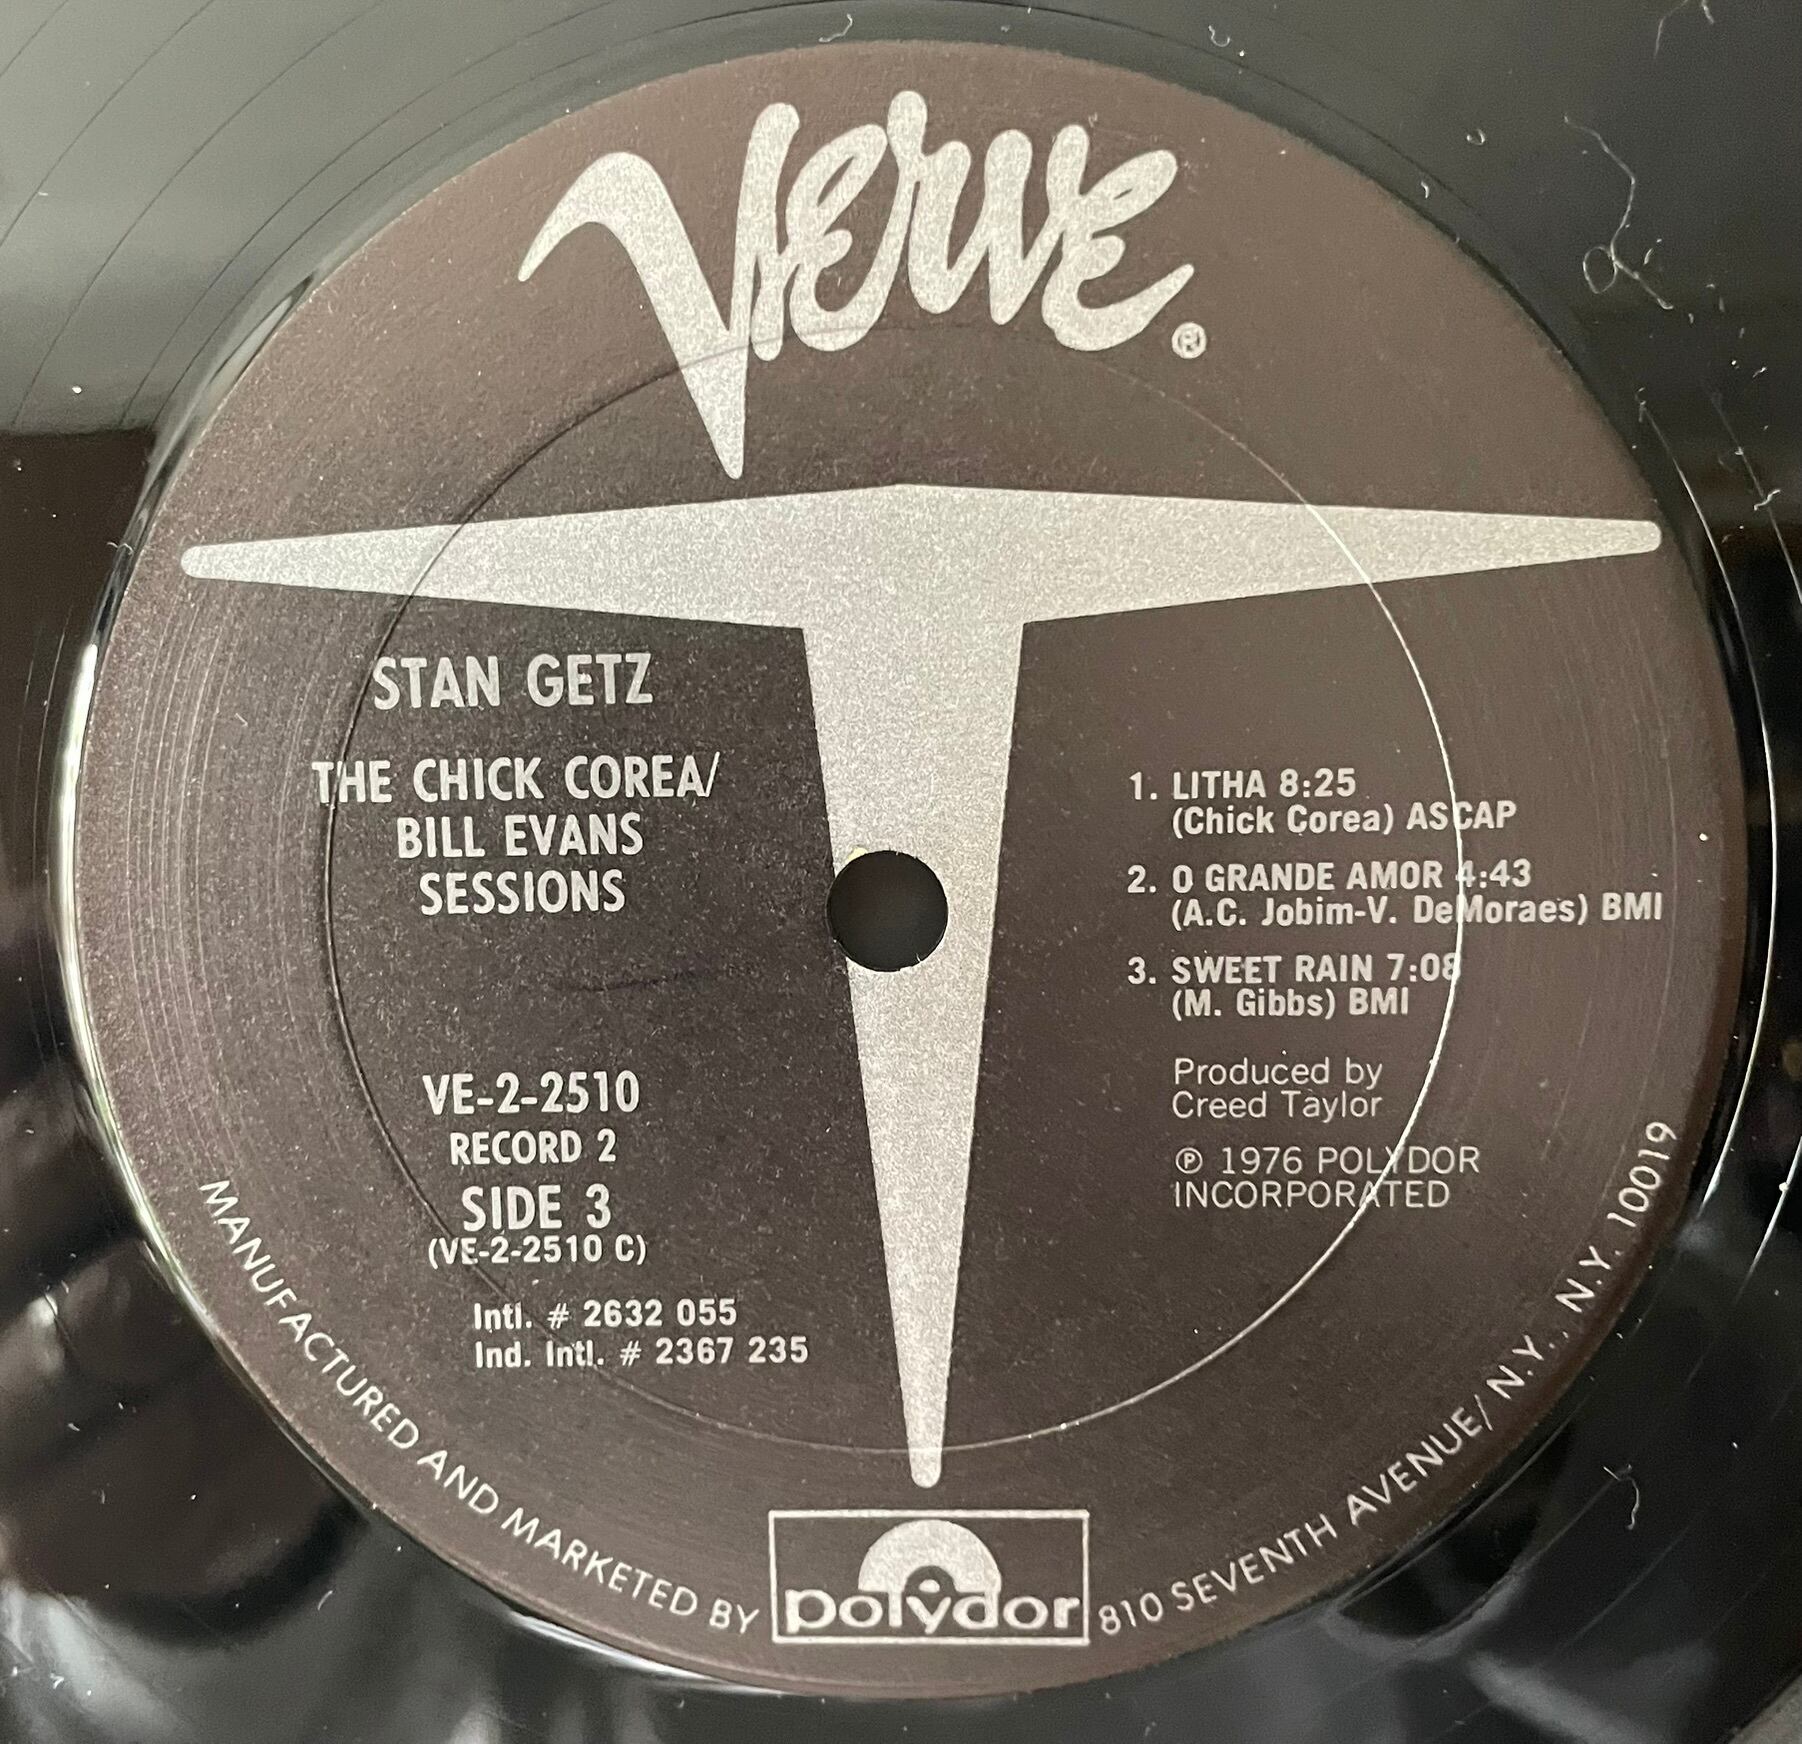 Verve®
STAN GETZ
THE CHICK COREA/
BILL EVANS
SESSIONS
VE-2-2510
RECORD 2
SIDE 3
(VE-2-2510 C)
Intl. # 2632 055
Ind. Intl. # 2367 235
1. LITHA 8:25
(Chick Corea) ASCAP
2. O GRANDE AMOR 4:43
(A.C. Jobim-V. DeMoraes) BMI
3. SWEET RAIN 7:08
(M. Gibbs) BMI
Produced by
Creed Taylor
℗ 1976 POLYDOR
INCORPORATED
MANUFACTURED AND MARKETED BY polydor 810 SEVENTH AVENUE/ N.Y., N.Y. 10019